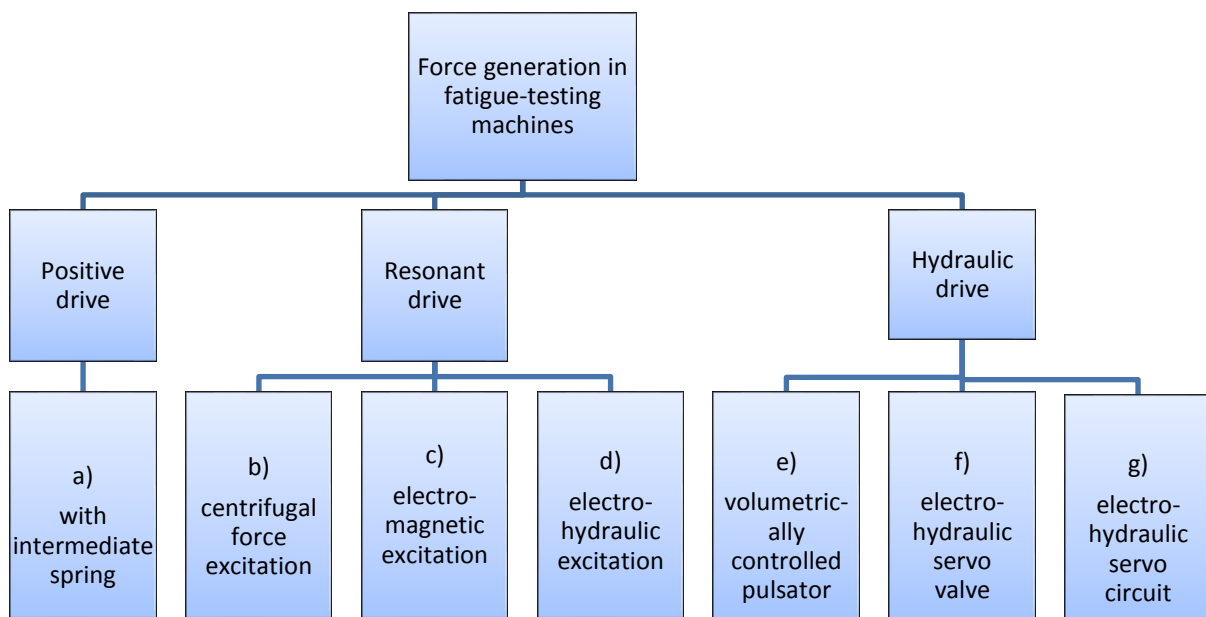 Force generation in
fatigue-testing
machines
Positive
drive
Resonant
drive
Hydraulic
drive
a)
with
intermediate
spring
b)
centrifugal
force
excitation
c)
electro-
magnetic
excitation
d)
electro-
hydraulic
excitation
e)
volumetric-
ally
controlled
pulsator
f)
electro-
hydraulic
servo
valve
g)
electro-
hydraulic
servo
circuit